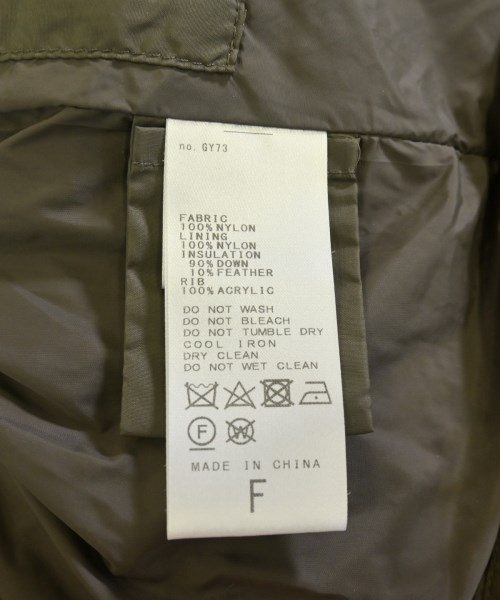 no. GY73
FABRIC
100%NYLON
LINING
100%NYLON
INSULATION
90%DOWN
10%FEATHER
RIB
100%ACRYLIC
DO NOT WASH
DO NOT BLEACH
DO NOT TUMBLE DRY
COOL IRON
DRY CLEAN
DO NOT WET CLEAN
F W
MADE IN CHINA
F